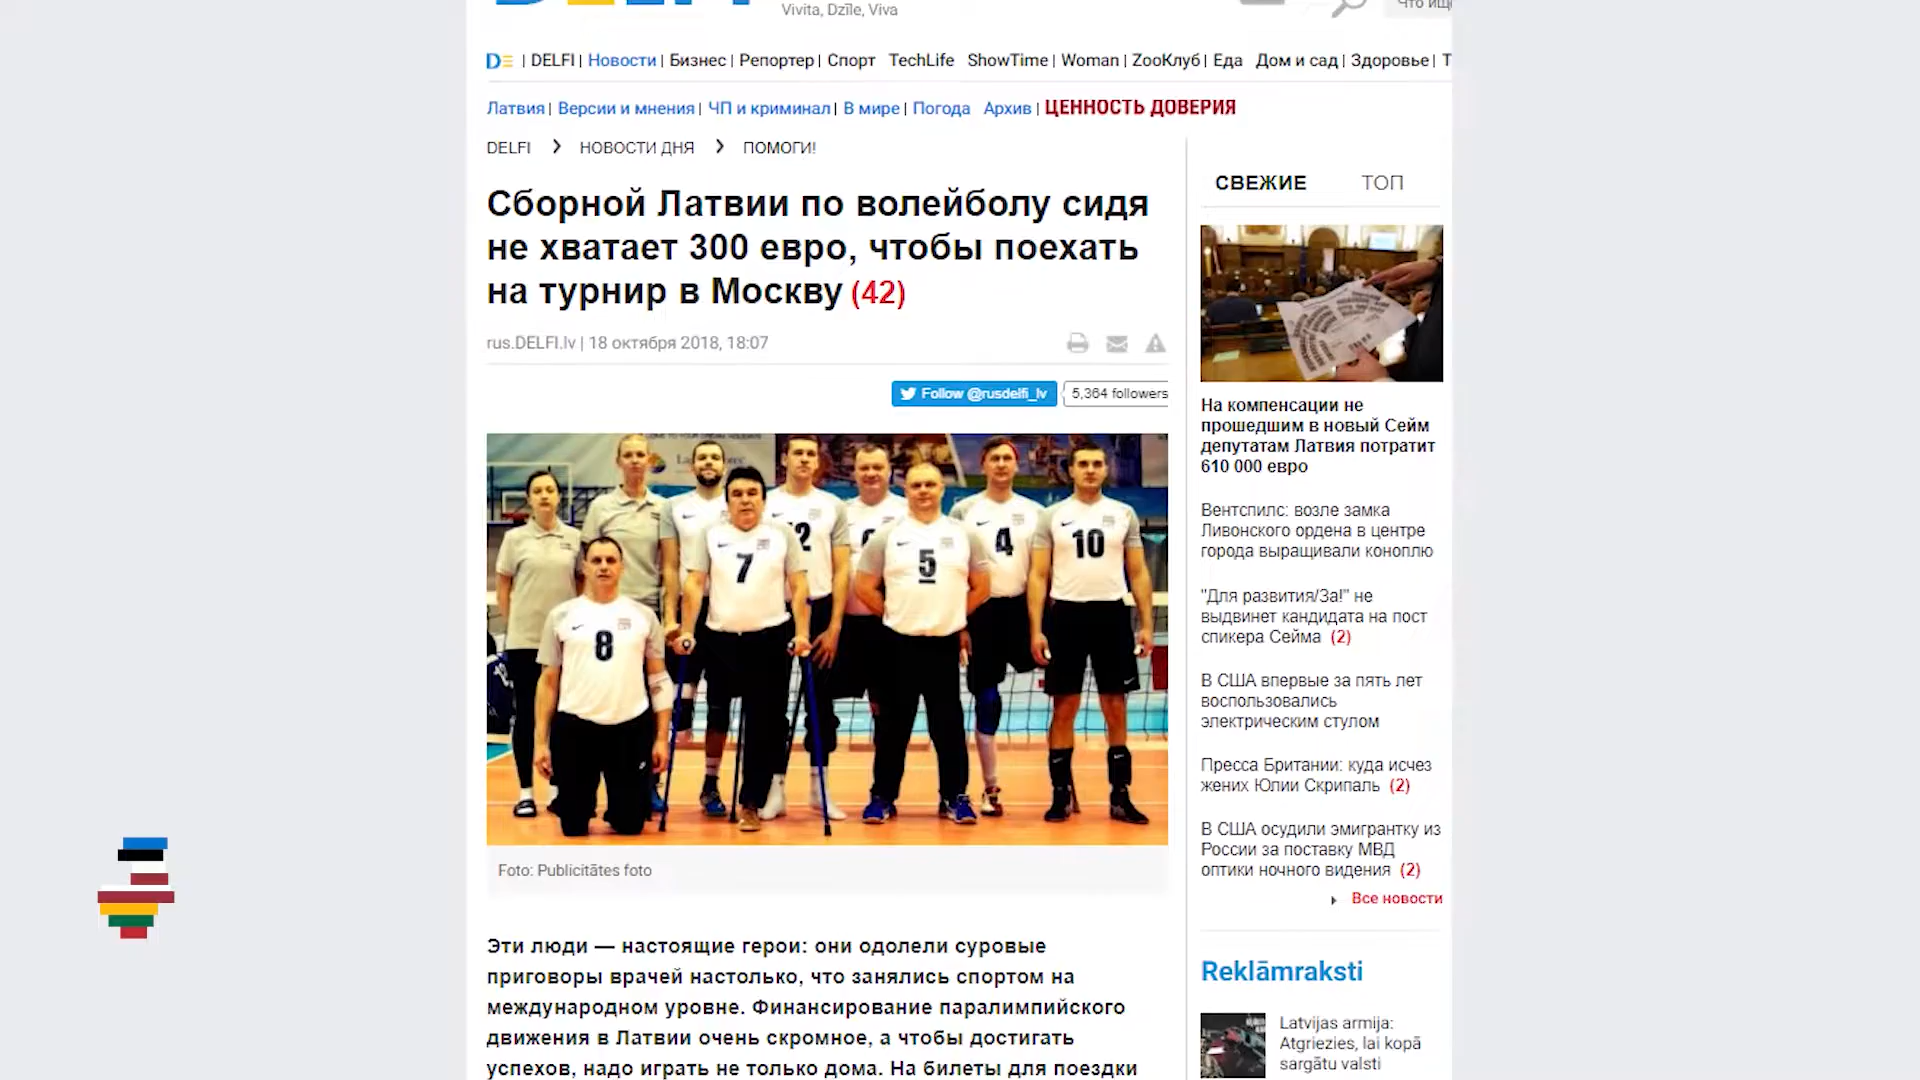 Vivita, Dzīle, Viva
DELFI | Новости | Бизнес | Репортер | Спорт TechLife ShowTime | Woman | ZooКлуб | Еда Дом и сад | Здоровье |
Латвия | Версии и мнения | ЧП и криминал | В мире | Погода Архив | ЦЕННОСТЬ ДОВЕРИЯ
DELFI > НОВОСТИ ДНЯ > ПОМОГИ!
Сборной Латвии по волейболу сидя
не хватает 300 евро, чтобы поехать
на турнир в Москву (42)
rus.DELFI.lv | 18 октября 2018, 18:07
Follow @rusdelfi_lv 5,364 followers
7
5
4
10
8
Foto: Publicitātes foto
Эти люди — настоящие герои: они одолели суровые
приговоры врачей настолько, что занялись спортом на
международном уровне. Финансирование паралимпийского
движения в Латвии очень скромное, а чтобы достигать
успехов, надо играть не только дома. На билеты для поездки
СВЕЖИЕ ТОП
На компенсации не
прошедшим в новый Сейм
депутатам Латвия потратит
610 000 евро
Вентспилс: возле замка
Ливонского ордена в центре
города выращивали коноплю
"Для развития/За!" не
выдвинет кандидата на пост
спикера Сейма (2)
В США впервые за пять лет
воспользовались
электрическим стулом
Пресса Британии: куда исчез
жених Юлии Скрипаль (2)
В США осудили эмигрантку из
России за поставку МВД
оптики ночного видения (2)
Все новости
Reklāmraksti
Latvijas armija:
Atgriezies, lai kopā
sargātu valsti